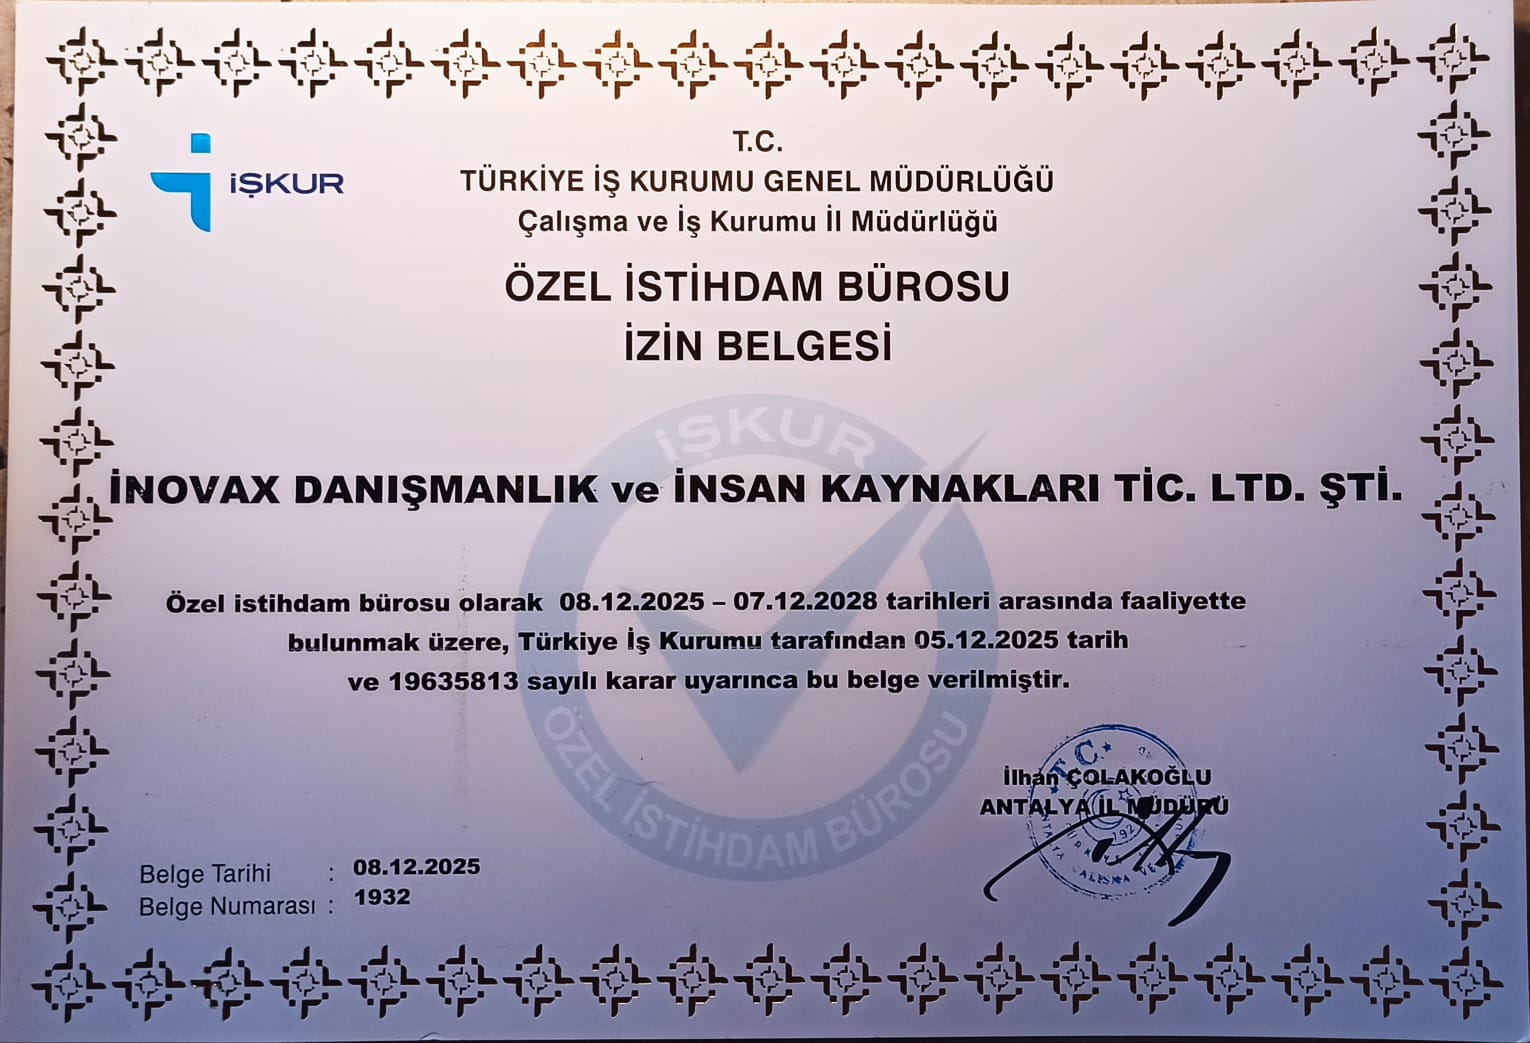 İŞKUR
T.C.
TÜRKİYE İŞ KURUMU GENEL MÜDÜRLÜĞÜ
Çalışma ve İş Kurumu İl Müdürlüğü
ÖZEL İSTİHDAM BÜROSU
İZİN BELGESİ
İŞKUR
İNOVAX DANIŞMANLIK ve İNSAN KAYNAKLARI TİC. LTD. ŞTİ.
Özel istihdam bürosu olarak 08.12.2025 – 07.12.2028 tarihleri arasında faaliyette
bulunmak üzere, Türkiye İş Kurumu tarafından 05.12.2025 tarih
ve 19635813 sayılı karar uyarınca bu belge verilmiştir.
ÖZEL İSTİHDAM BÜROSU
T.C.
İlhan ÇOLAKOĞLU
ANTALYA İL MÜDÜRÜ
Belge Tarihi : 08.12.2025
Belge Numarası : 1932